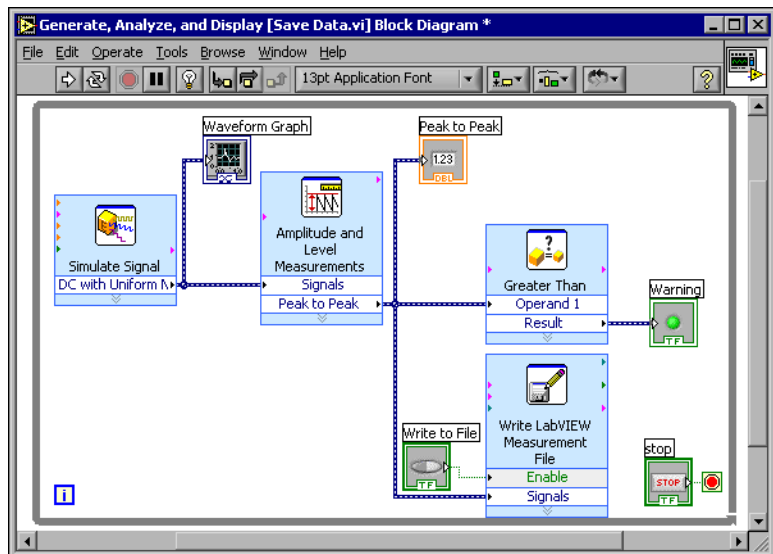 Generate, Analyze, and Display [Save Data.vi] Block Diagram *
File Edit Operate Tools Browse Window Help
13pt Application Font
?
Waveform Graph
Peak to Peak
1.23
DBL
Amplitude and
Level
Measurements
Signals
Peak to Peak
Simulate Signal
DC with Uniform N
?
Greater Than
Operand 1
Result
Warning
TF
Write LabVIEW
Measurement
File
Enable
Signals
Write to File
TF
stop
STOP
TF
i